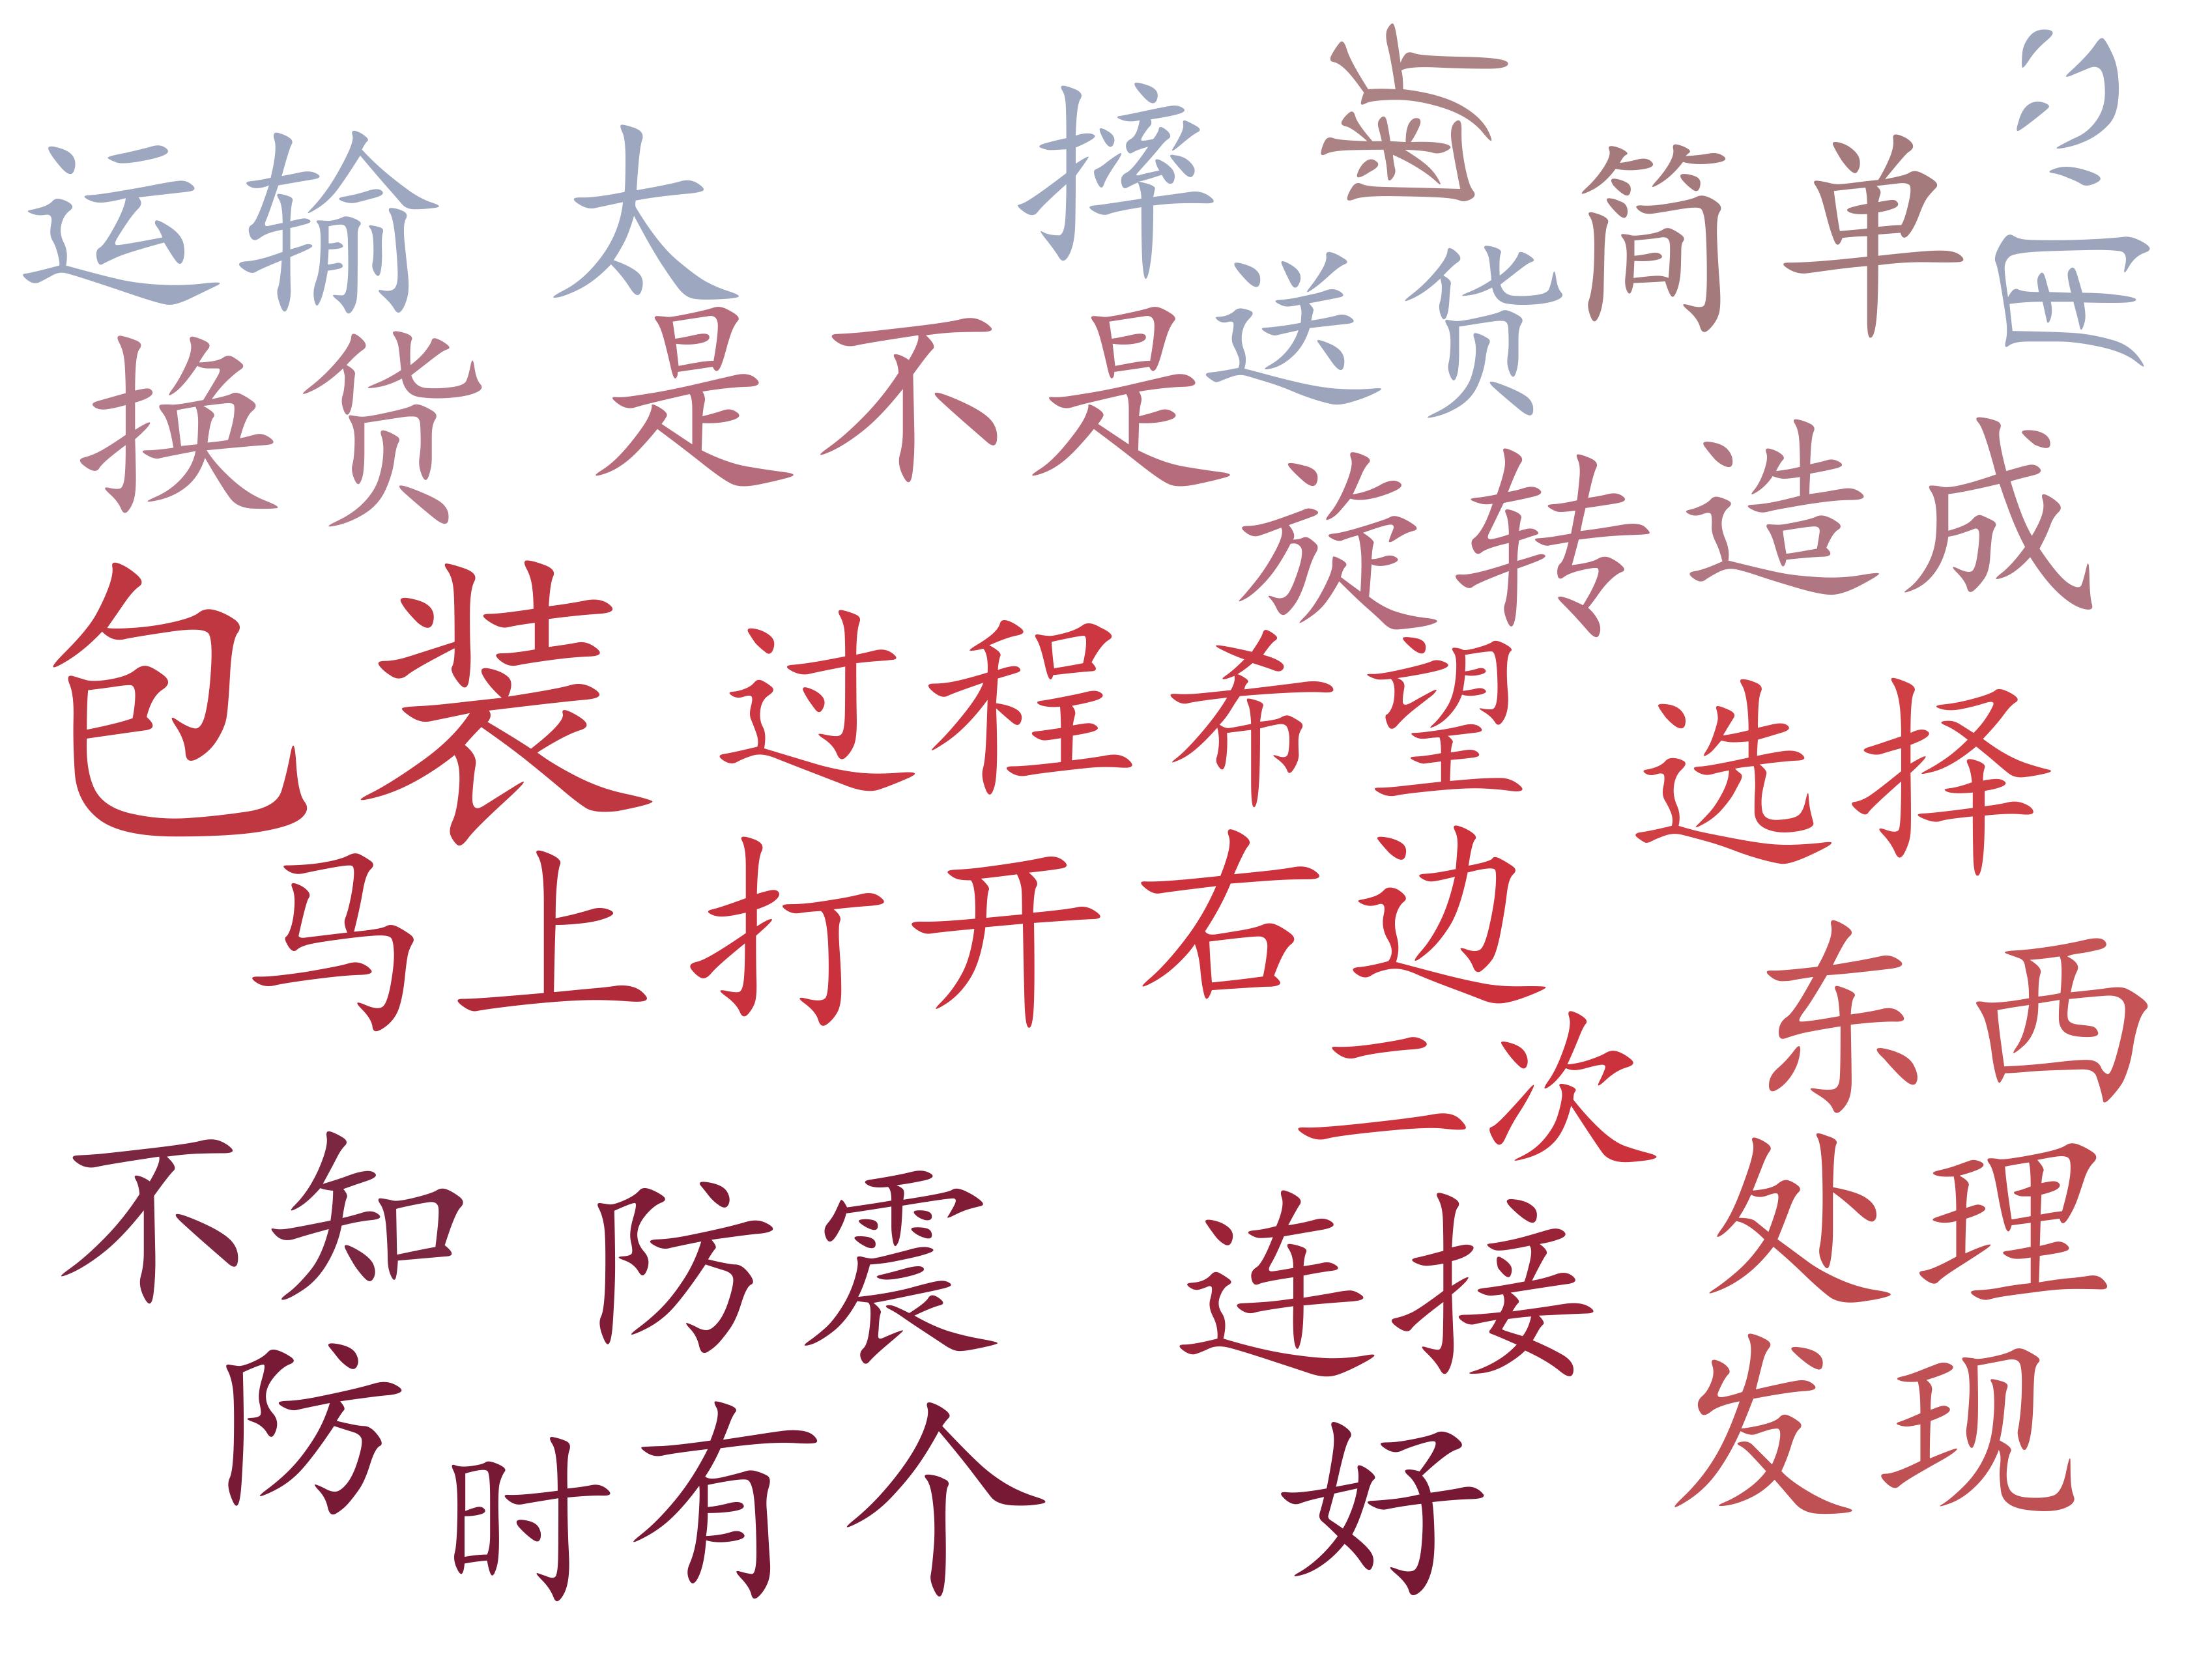 运输 太 摔
简单
换货 是不是 送货
旋转 造成
包装 过程 希望
选择
马上 打开 右边
东西
二次
不知 防震
处理
连接
防
时 有个 好
发现